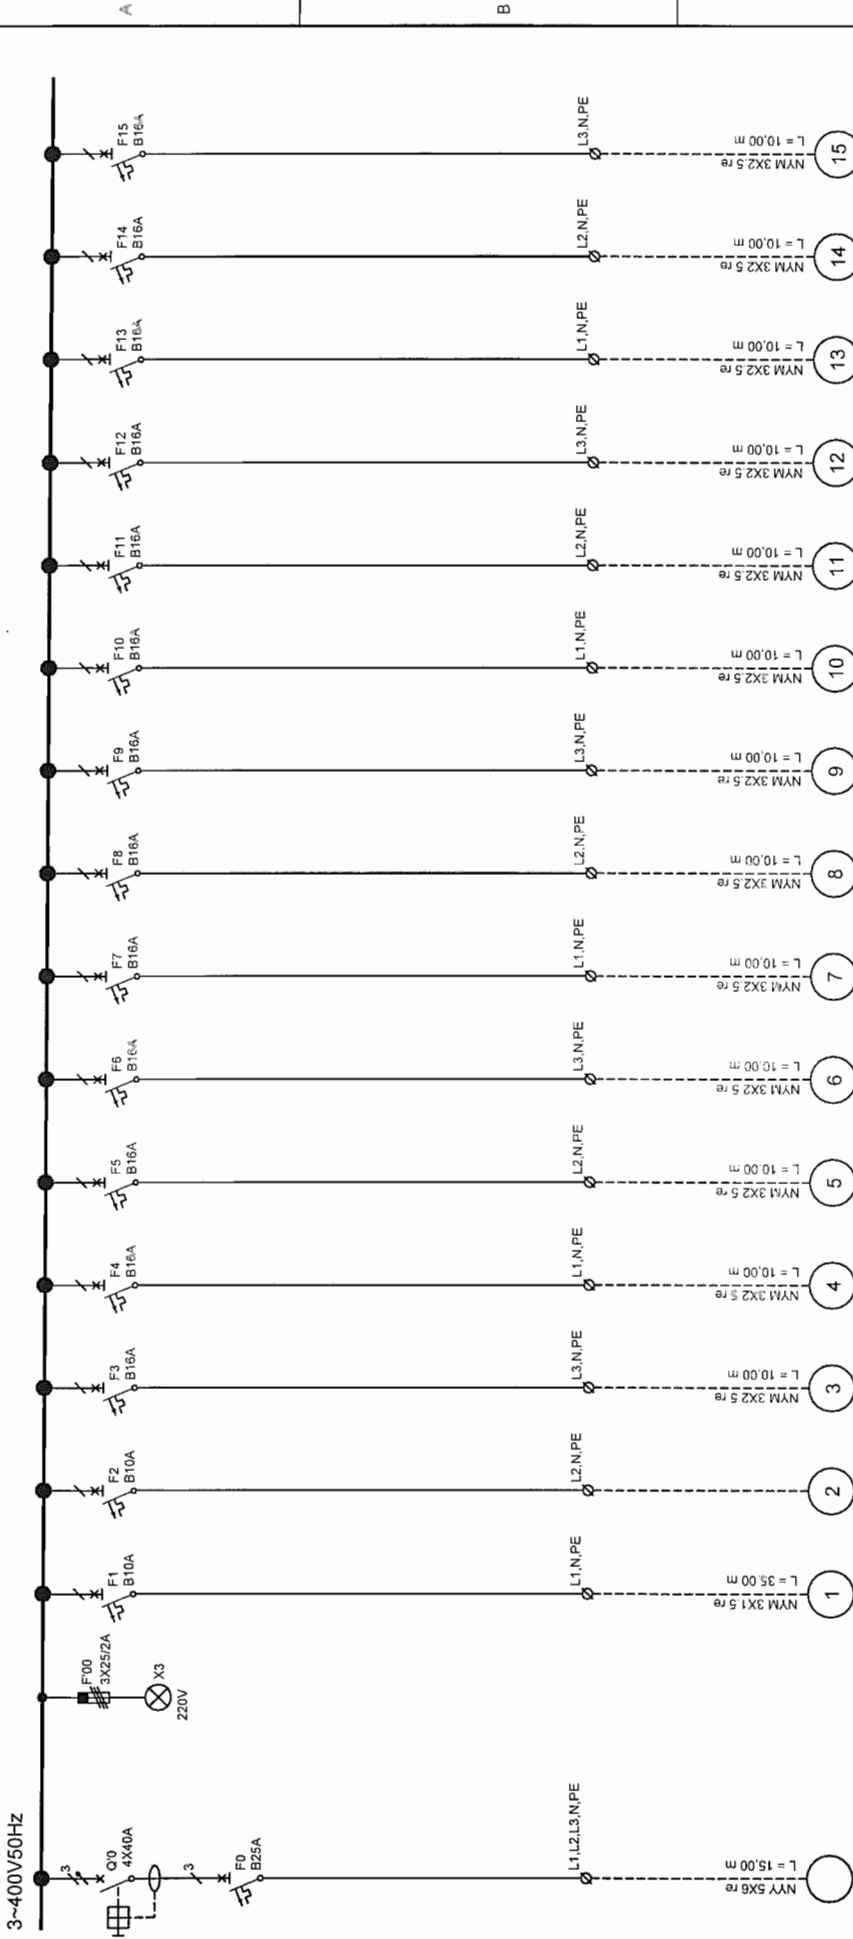 3~400V50Hz
3
Q'0
4X40A
3
F0
B25A
L1,L2,L3,N,PE
NYY 5X6 re
L = 15,00 m
F'00
3X25/2A
X3
220V
F1
B10A
L1,N,PE
NYM 3X1.5 re
L = 35.00 m
1
F2
B10A
L2,N,PE
2
F3
B16A
L3,N,PE
NYM 3X2.5 re
L = 10,00 m
3
F4
B16A
L1,N,PE
NYM 3X2.5 re
L = 10,00 m
4
F5
B16A
L2,N,PE
NYM 3X2.5 re
L = 10.00 m
5
F6
B16A
L3,N,PE
NYM 3X2.5 re
L = 10.00 m
6
F7
B16A
L1,N,PE
NYM 3X2.5 re
L = 10,00 m
7
F8
B16A
L2,N,PE
NYM 3X2.5 re
L = 10,00 m
8
F9
B16A
L3,N,PE
NYM 3X2.5 re
L = 10,00 m
9
F10
B16A
L1,N,PE
NYM 3X2.5 re
L = 10,00 m
10
F11
B16A
L2,N,PE
NYM 3X2.5 re
L = 10,00 m
11
F12
B16A
L3,N,PE
NYM 3X2.5 re
L = 10,00 m
12
F13
B16A
L1,N,PE
NYM 3X2.5 re
L = 10,00 m
13
F14
B16A
L2,N,PE
NYM 3X2.5 re
L = 10,00 m
14
F15
B16A
L3,N,PE
NYM 3X2.5 re
L = 10,00 m
15
A
B